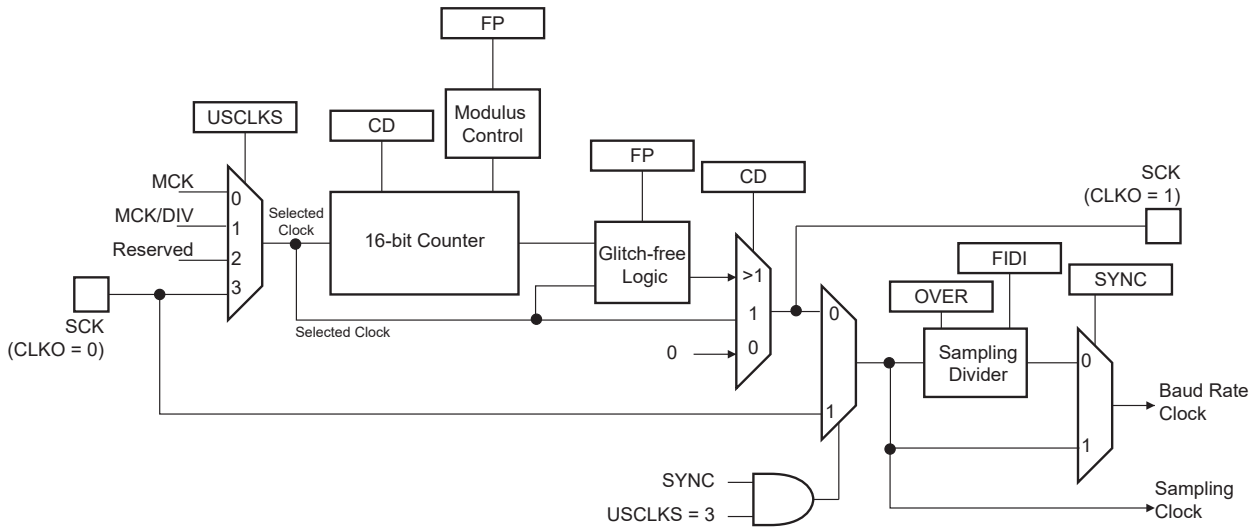 FP
USCLKS
CD
Modulus
Control
FP
CD
SCK
(CLKO = 1)
MCK
MCK/DIV
Reserved
0
1
2
3
Selected
Clock
16-bit Counter
Glitch-free
Logic
>1
1
0
0
SCK
(CLKO = 0)
Selected Clock
FIDI
OVER
SYNC
0
1
Sampling
Divider
0
1
Baud Rate
Clock
SYNC
USCLKS = 3
Sampling
Clock